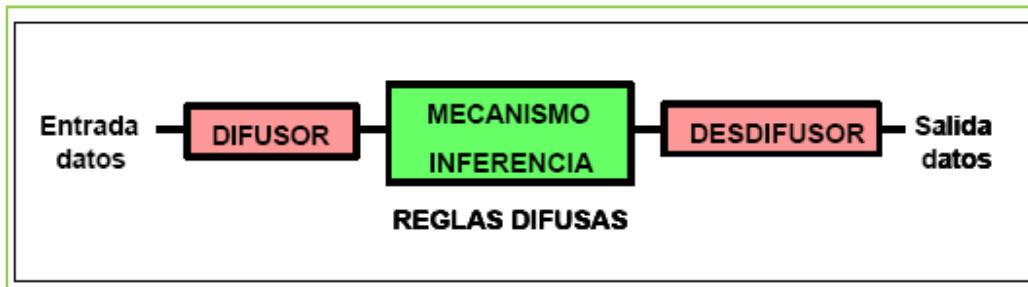 Entrada
datos
DIFUSOR
MECANISMO
INFERENCIA
DESDIFUSOR
Salida
datos
REGLAS DIFUSAS